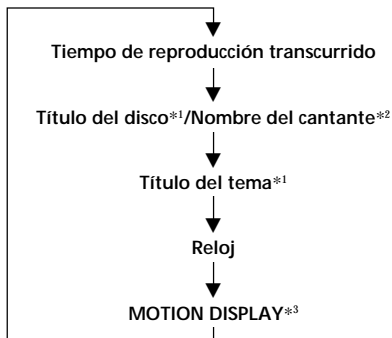 Tiempo de reproducción transcurrido
Título del disco*1/Nombre del cantante*2
Título del tema*1
Reloj
MOTION DISPLAY*3